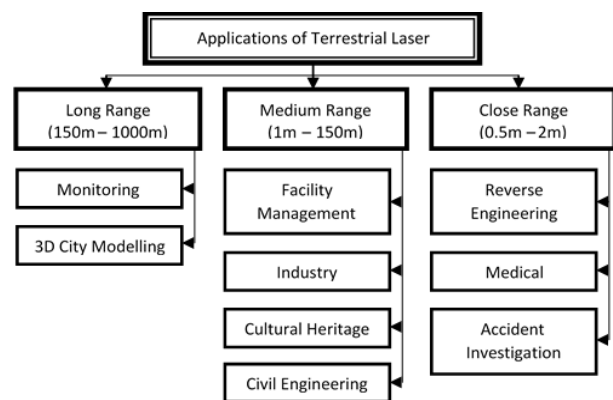 Applications of Terrestrial Laser
Long Range
(150m – 1000m)
Medium Range
(1m – 150m)
Close Range
(0.5m – 2m)
Monitoring
3D City Modelling
Facility
Management
Industry
Cultural Heritage
Civil Engineering
Reverse
Engineering
Medical
Accident
Investigation